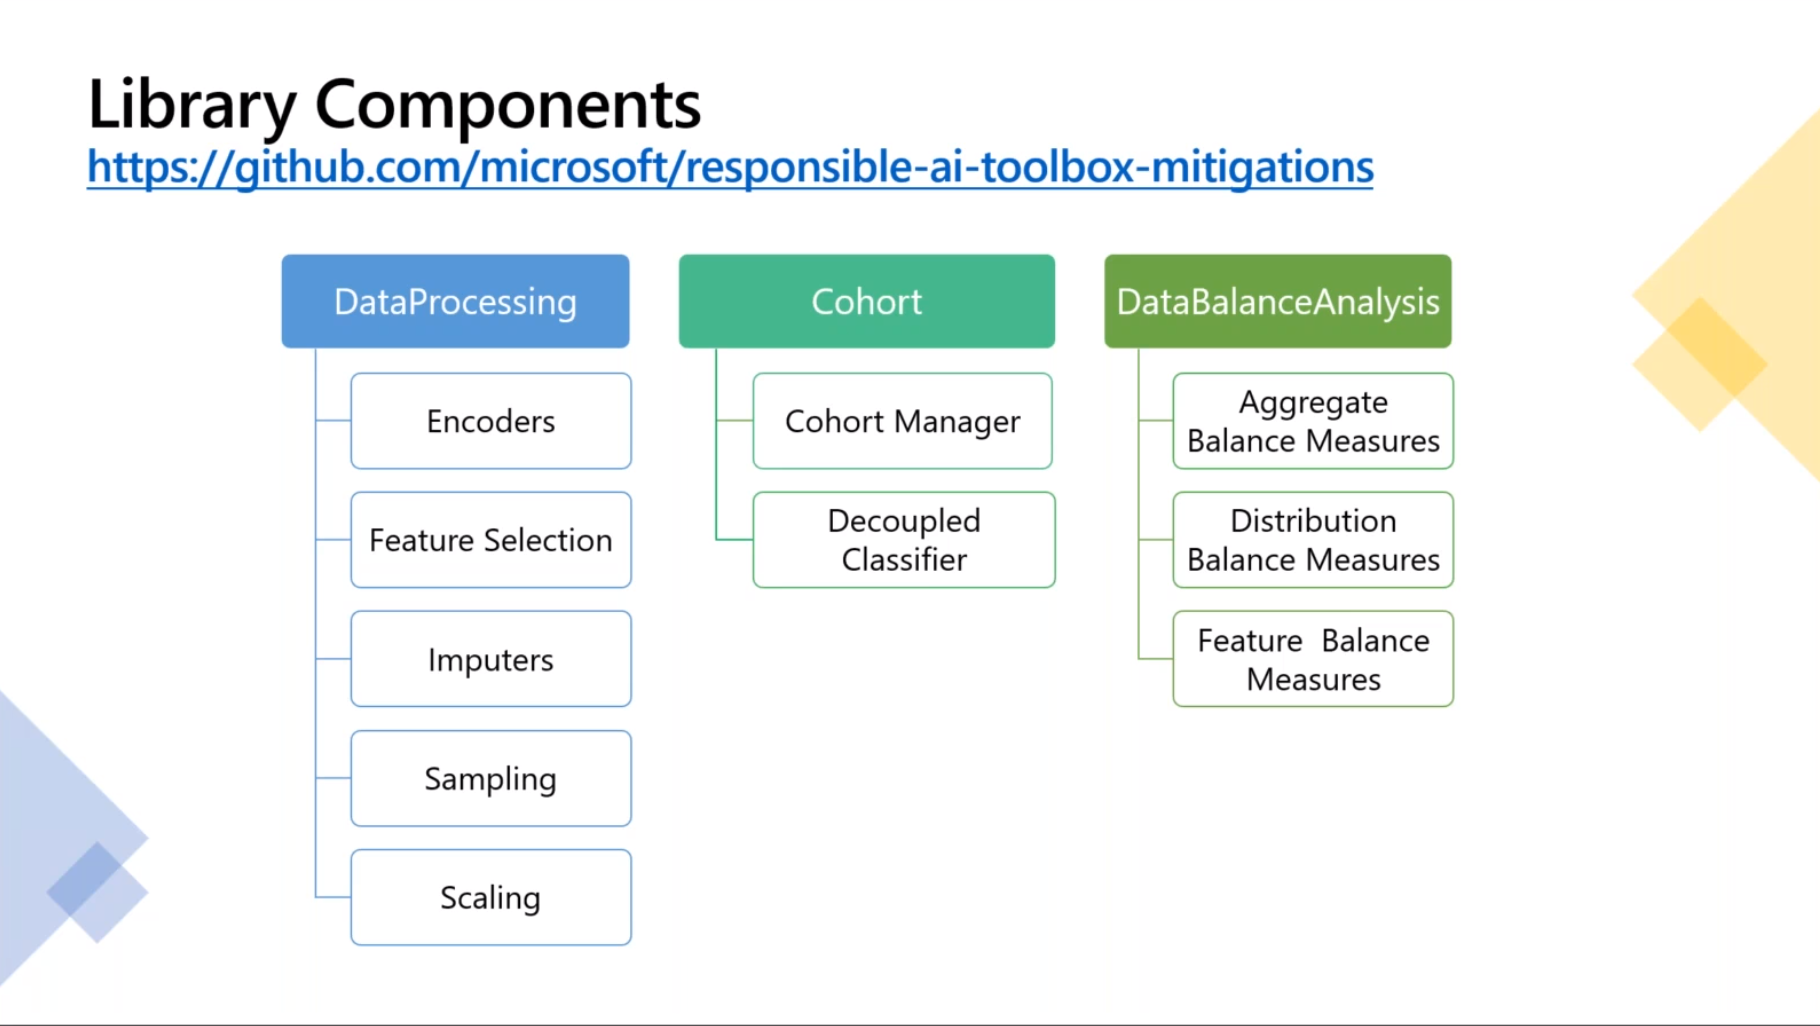 Library Components
https://github.com/microsoft/responsible-ai-toolbox-mitigations
DataProcessing
Encoders
Feature Selection
Imputers
Sampling
Scaling
Cohort
Cohort Manager
Decoupled
Classifier
DataBalanceAnalysis
Aggregate
Balance Measures
Distribution
Balance Measures
Feature  Balance
Measures